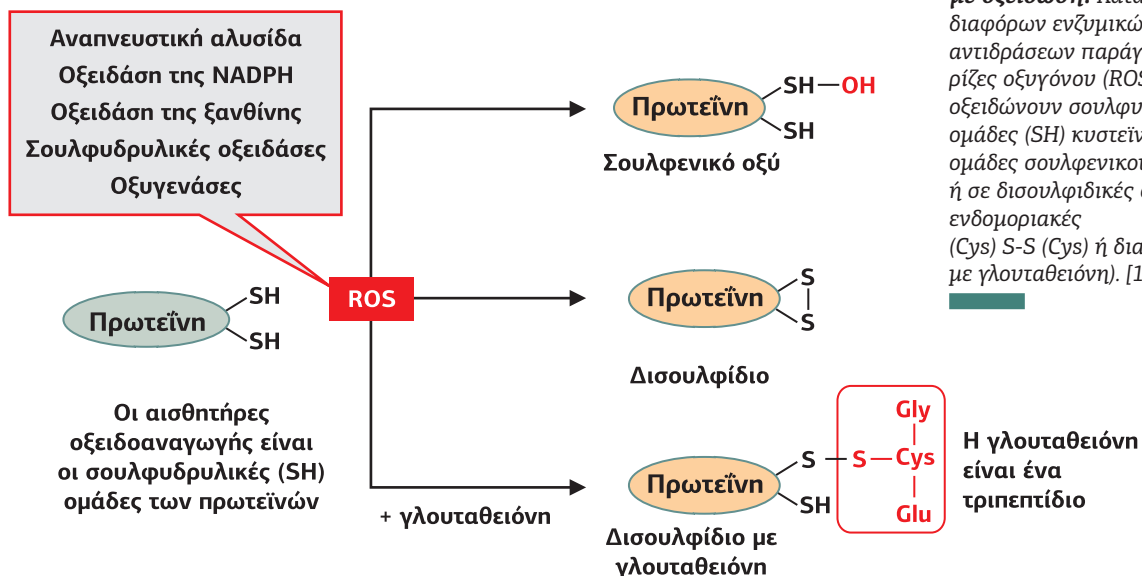 Αναπνευστική αλυσίδα
Οξειδάση της NADPH
Οξειδάση της ξανθίνης
Σουλφυδρυλικές οξειδάσες
Οξυγενάσες
ROS
Πρωτεΐνη
SH
SH
Οι αισθητήρες
οξειδοαναγωγής είναι
οι σουλφυδρυλικές (SH)
ομάδες των πρωτεϊνών
Πρωτεΐνη
SH—OH
SH
Σουλφενικό οξύ
Πρωτεΐνη
S
S
Δισουλφίδιο
+ γλουταθειόνη
Πρωτεΐνη
S—S—Cys
SH
Gly
Glu
Δισουλφίδιο με
γλουταθειόνη
Η γλουταθειόνη
είναι ένα
τριπεπτίδιο
με οξείδωση.
διαφόρων ενζυμικώ
αντιδράσεων παράγ
ρίζες οξυγόνου (ROS
οξειδώνουν σουλφυ
ομάδες (SH) κυστεΐν
ομάδες σουλφενικού
ή σε δισουλφιδικές
ενδομοριακές
(Cys) S-S (Cys) ή δια
με γλουταθειόνη). [1